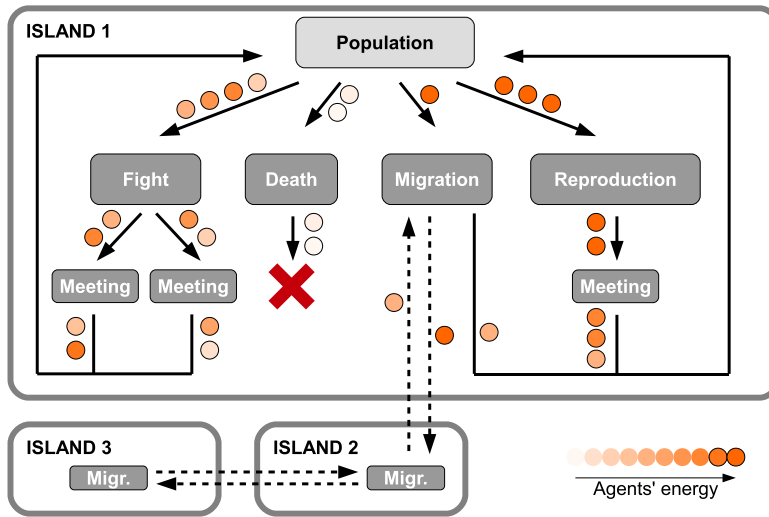 ISLAND 1
Population
Fight
Death
Migration
Reproduction
Meeting
Meeting
Meeting
ISLAND 3
ISLAND 2
Migr.
Migr.
Agents' energy